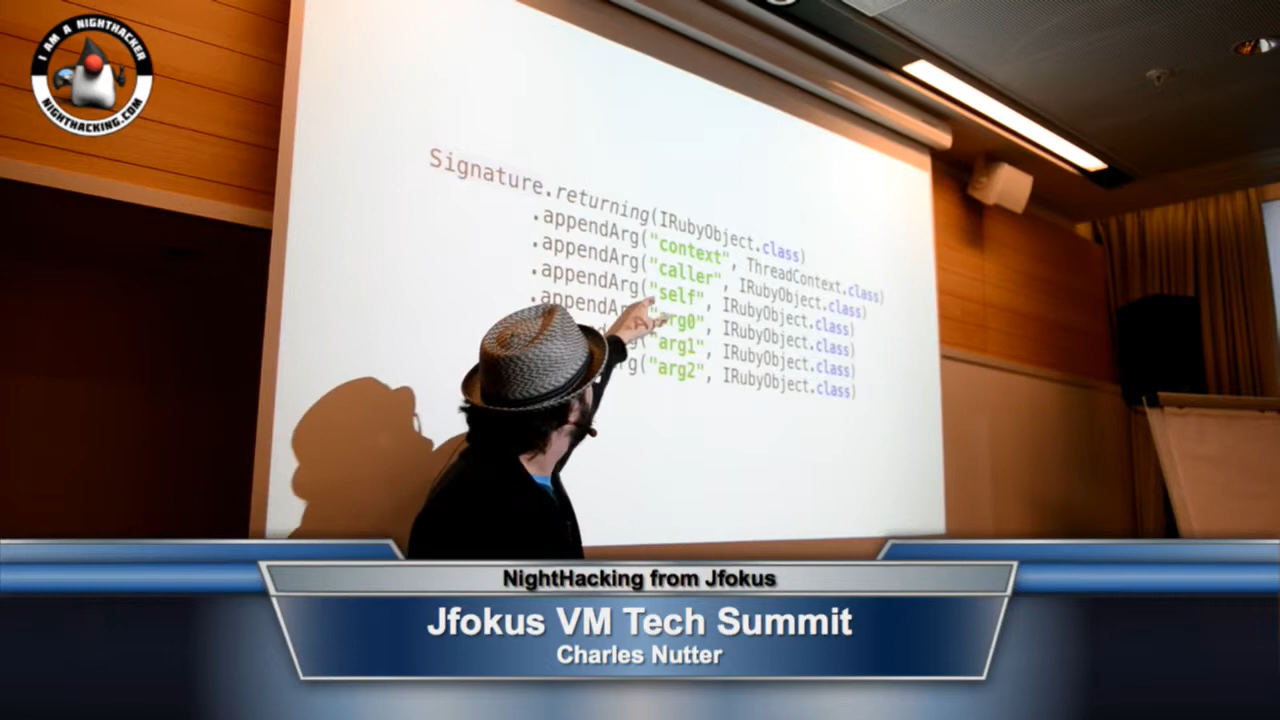 I AM A NIGHTHACKER
NIGHTHACKING.COM
Signature.returning(IRubyObject.class)
.appendArg("context", ThreadContext.class)
.appendArg("caller", IRubyObject.class)
.appendArg("self", IRubyObject.class)
.appendArg("arg0", IRubyObject.class)
"arg1", IRubyObject.class)
"arg2", IRubyObject.class)
NightHacking from Jfokus
Jfokus VM Tech Summit
Charles Nutter